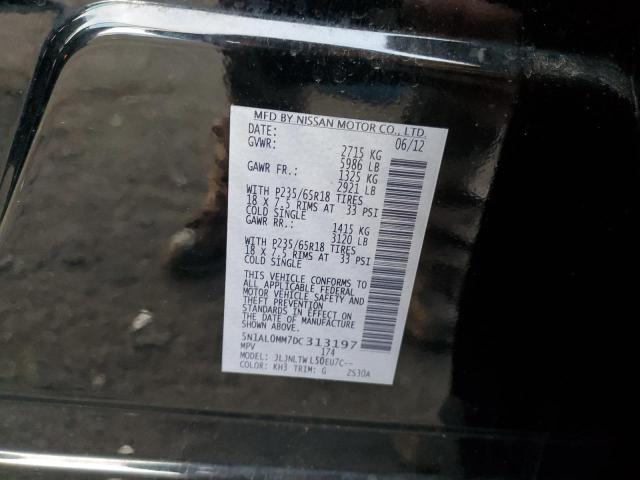 MFD BY NISSAN MOTOR CO., LTD.
DATE: 06/12
GVWR: 2715 KG
5986 LB
GAWR FR.: 1325 KG
2921 LB
WITH P235/65R18 TIRES
18 X 7.5 RIMS AT 33 PSI
COLD SINGLE
GAWR RR.: 1415 KG
3120 LB
WITH P235/65R18 TIRES
18 X 7.5 RIMS AT 33 PSI
COLD SINGLE
THIS VEHICLE CONFORMS TO
ALL APPLICABLE FEDERAL
MOTOR VEHICLE SAFETY AND
THEFT PREVENTION
STANDARDS IN EFFECT ON
THE DATE OF MANUFACTURE
SHOWN ABOVE.
5N1AL0MM7DC313197
MPV 174
MODEL: JLJNLTWL50EU7C--
COLOR: KH3 TRIM: G 2S30A